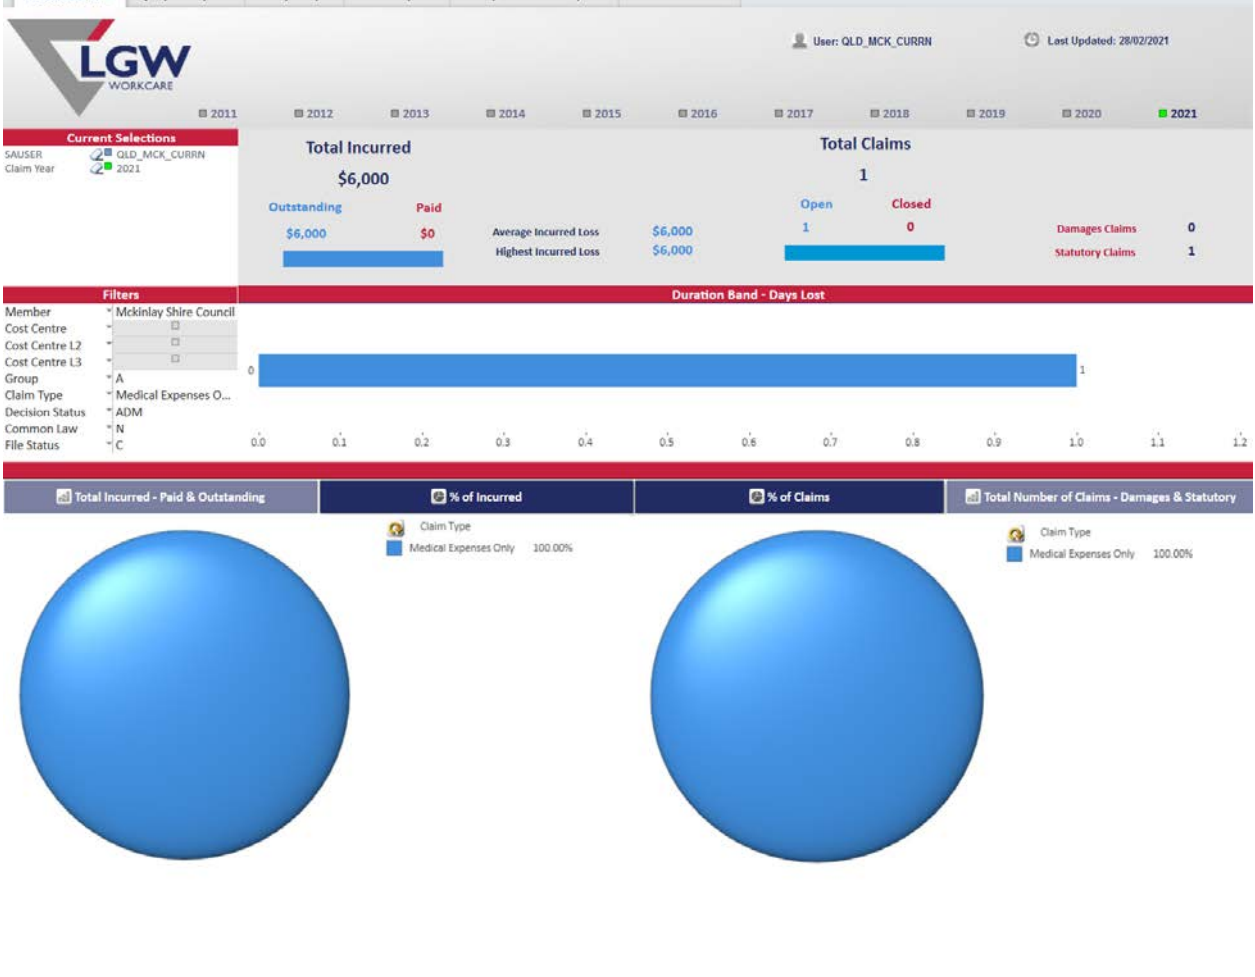 LGW
WORKCARE
User: QLD_MCK_CURRN
Last Updated: 28/02/2021
2011 2012 2013 2014 2015 2016 2017 2018 2019 2020 2021
Current Selections
SAUSER QLD_MCK_CURRN
Claim Year 2021
Total Incurred
$6,000
Outstanding Paid
$6,000 $0
Average Incurred Loss $6,000
Highest Incurred Loss $6,000
Total Claims
1
Open Closed
1 0
Damages Claims 0
Statutory Claims 1
Filters
Member Mckinlay Shire Council
Cost Centre
Cost Centre L2
Cost Centre L3
Group A
Claim Type Medical Expenses O...
Decision Status ADM
Common Law N
File Status C
Duration Band - Days Lost
0 1
0.0 0.1 0.2 0.3 0.4 0.5 0.6 0.7 0.8 0.9 1.0 1.1 1.2
Total Incurred - Paid & Outstanding
% of Incurred
% of Claims
Total Number of Claims - Damages & Statutory
Claim Type
Medical Expenses Only 100.00%
Claim Type
Medical Expenses Only 100.00%